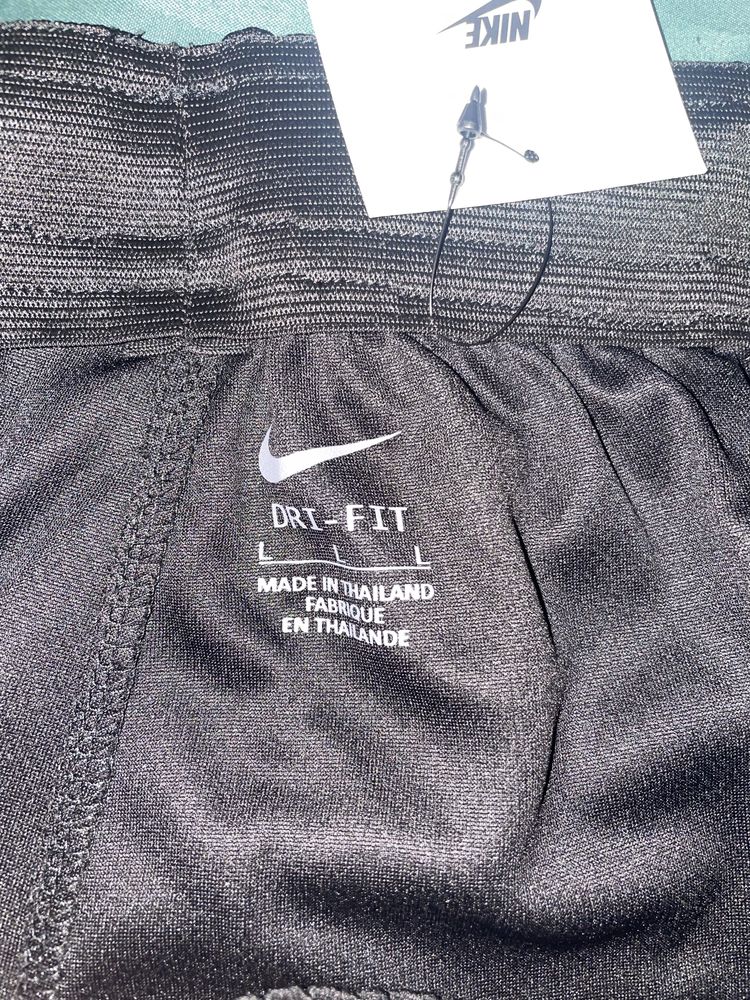 NIKE
DRI-FIT
L L L
MADE IN THAILAND
FABRIQUE
EN THAILANDE